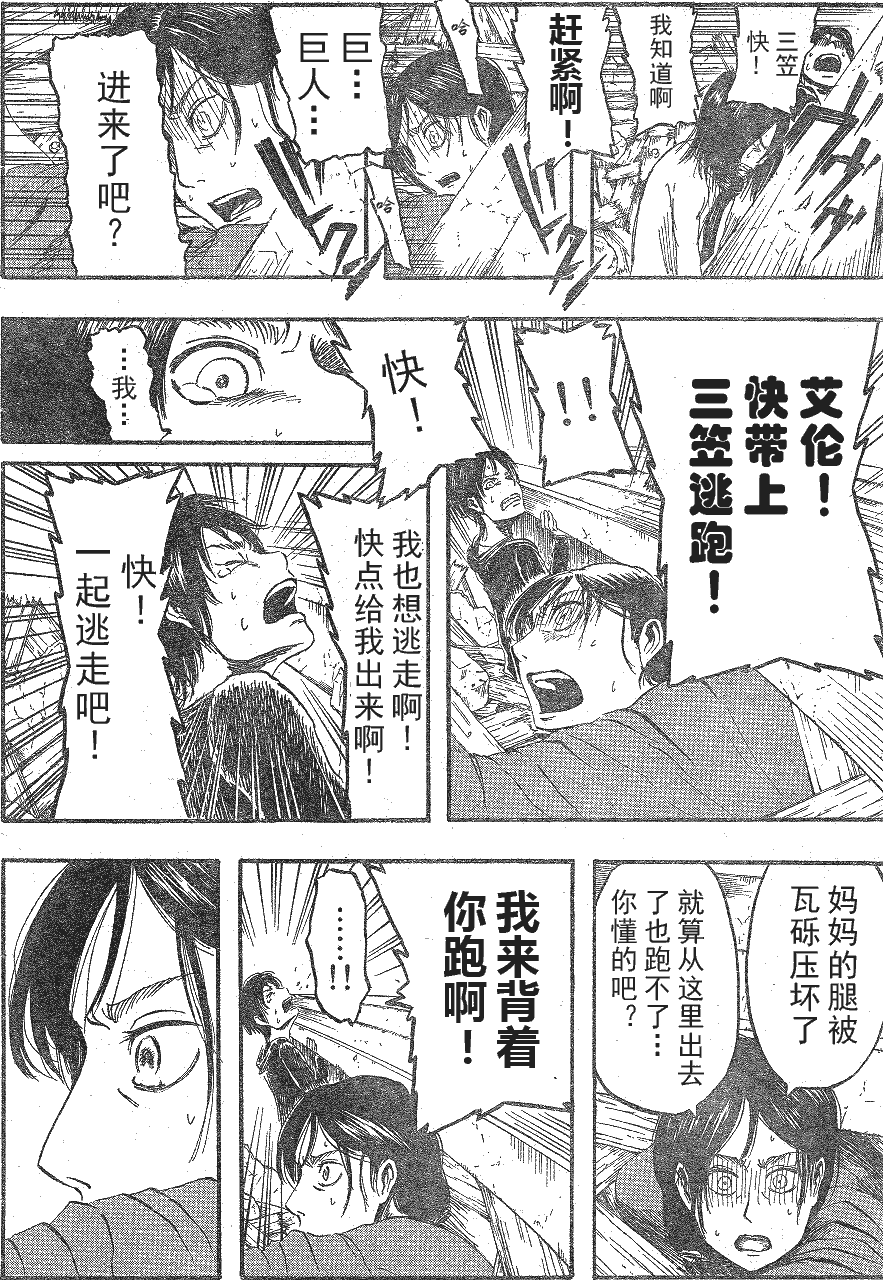 三笠
快！
我知道啊
赶紧啊！
哈
哈
巨…
巨人…
进来了吧？
艾伦！
快带上
三笠逃跑！
！！
快！
…我…
我也想逃走啊！
快点给我出来啊！
快！
一起逃走吧！
妈妈的腿被
瓦砾压坏了
就算从这里出去
了也跑不了…
你懂的吧？
我来背着
你跑啊！
……！！